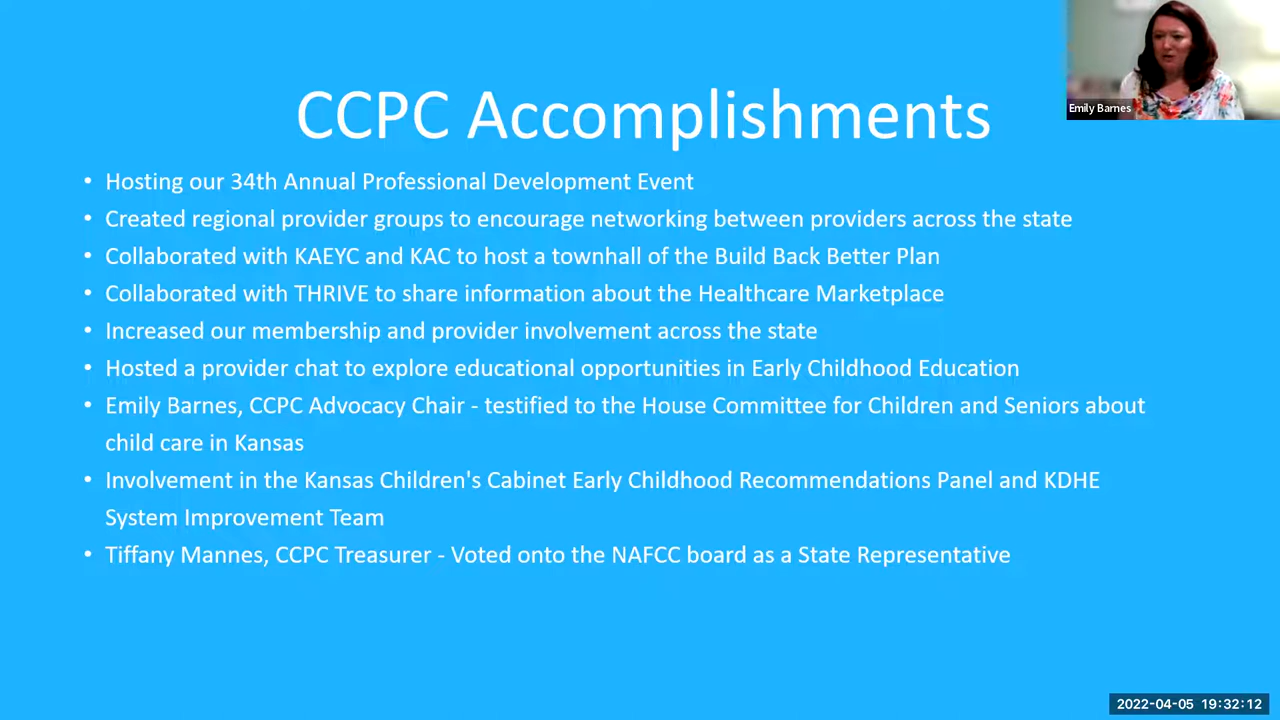 Emily Barnes
CCPC Accomplishments
• Hosting our 34th Annual Professional Development Event
• Created regional provider groups to encourage networking between providers across the state
• Collaborated with KAEYC and KAC to host a townhall of the Build Back Better Plan
• Collaborated with THRIVE to share information about the Healthcare Marketplace
• Increased our membership and provider involvement across the state
• Hosted a provider chat to explore educational opportunities in Early Childhood Education
• Emily Barnes, CCPC Advocacy Chair - testified to the House Committee for Children and Seniors about
child care in Kansas
• Involvement in the Kansas Children's Cabinet Early Childhood Recommendations Panel and KDHE
System Improvement Team
• Tiffany Mannes, CCPC Treasurer - Voted onto the NAFCC board as a State Representative
2022-04-05 19:32:12